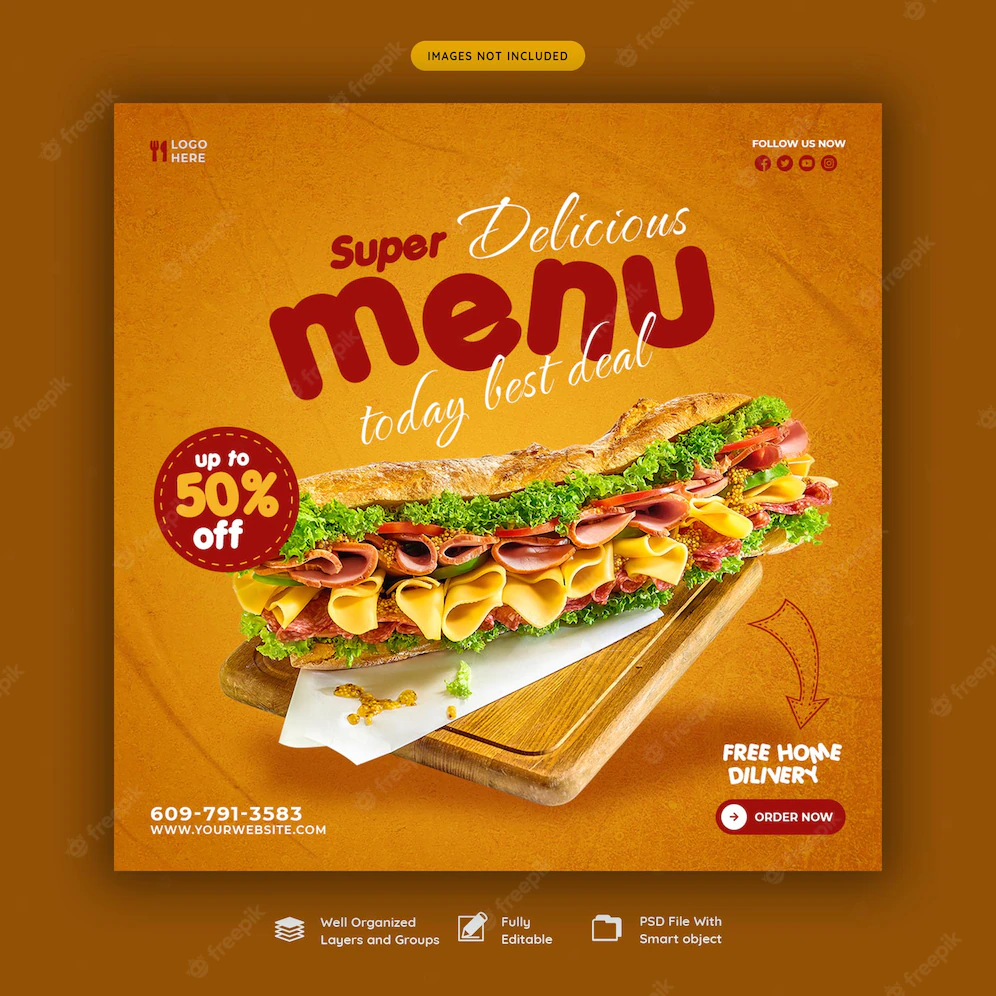 IMAGES NOT INCLUDED
LOGO
HERE
FOLLOW US NOW
Super Delicious
menu
today best deal
up to
50%
off
FREE HOME
DILIVERY
ORDER NOW
609-791-3583
WWW.YOURWEBSITE.COM
Well Organized
Layers and Groups
Fully
Editable
PSD File With
Smart object
freepik